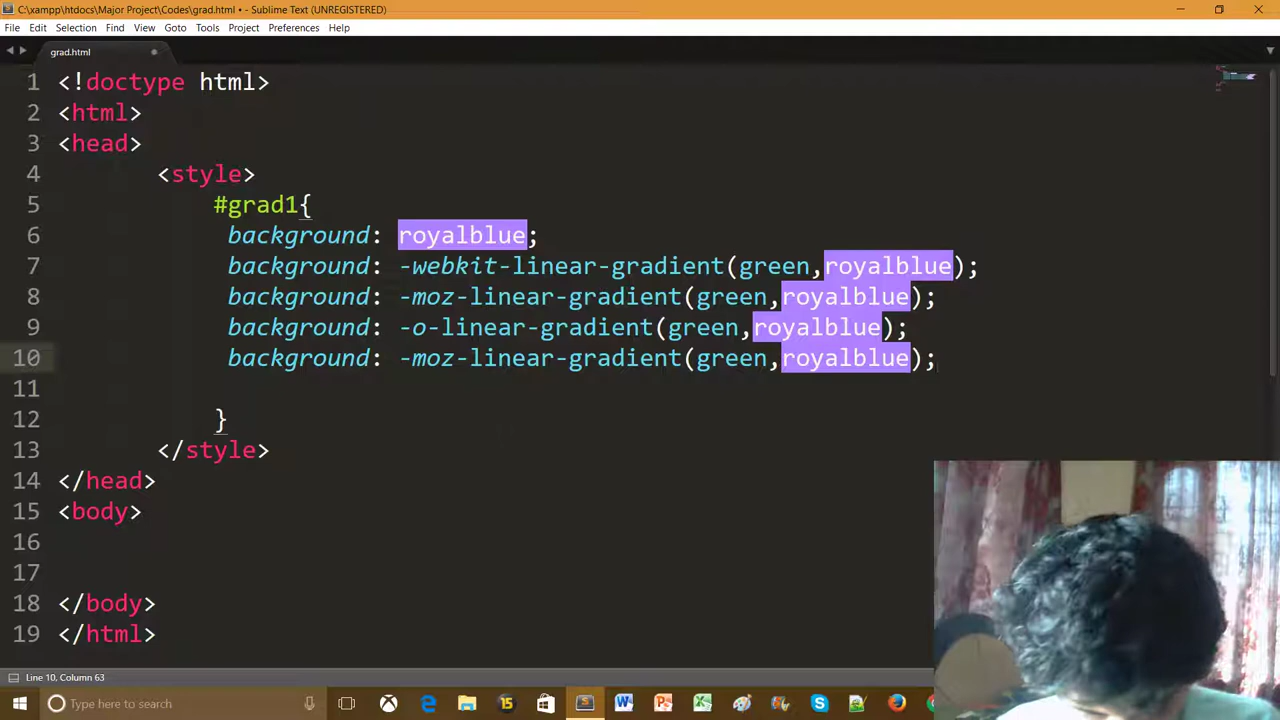 C:\xampp\htdocs\Major Project\Codes\grad.html • - Sublime Text (UNREGISTERED)
File Edit Selection Find View Goto Tools Project Preferences Help
grad.html
1 <!doctype html>
2 <html>
3 <head>
4 <style>
5 #grad1{
6 background: royalblue;
7 background: -webkit-linear-gradient(green,royalblue);
8 background: -moz-linear-gradient(green,royalblue);
9 background: -o-linear-gradient(green,royalblue);
10 background: -moz-linear-gradient(green,royalblue);
11
12 }
13 </style>
14 </head>
15 <body>
16
17
18 </body>
19 </html>
Line 10, Column 63
Type here to search